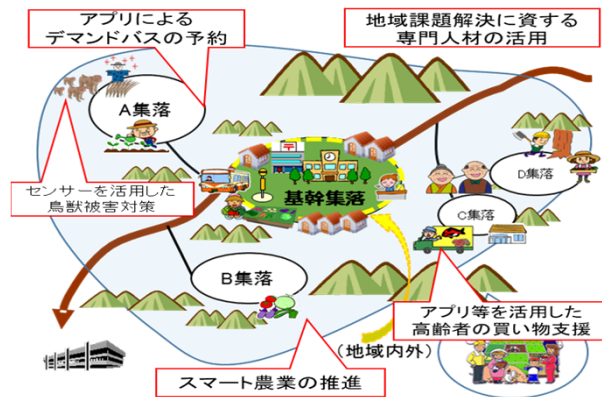 アプリによる
デマンドバスの予約
地域課題解決に資する
専門人材の活用
A集落
センサーを活用した
鳥獣被害対策
〒
基幹集落
D集落
C集落
B集落
アプリ等を活用した
高齢者の買い物支援
(地域内外)
スマート農業の推進